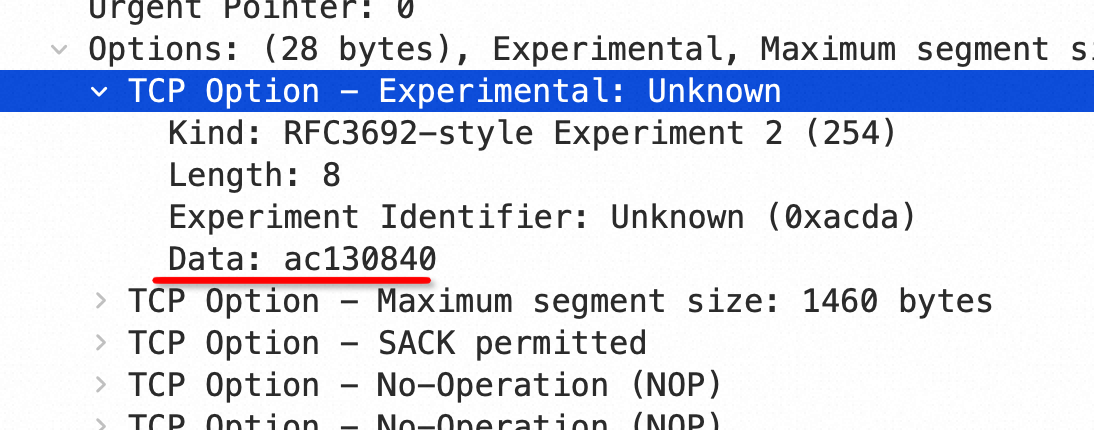 Urgent Pointer: 0
Options: (28 bytes), Experimental, Maximum segment s
TCP Option – Experimental: Unknown
Kind: RFC3692-style Experiment 2 (254)
Length: 8
Experiment Identifier: Unknown (0xacda)
Data: ac130840
TCP Option – Maximum segment size: 1460 bytes
TCP Option – SACK permitted
TCP Option – No-Operation (NOP)
TCP Option – No-Operation (NOP)